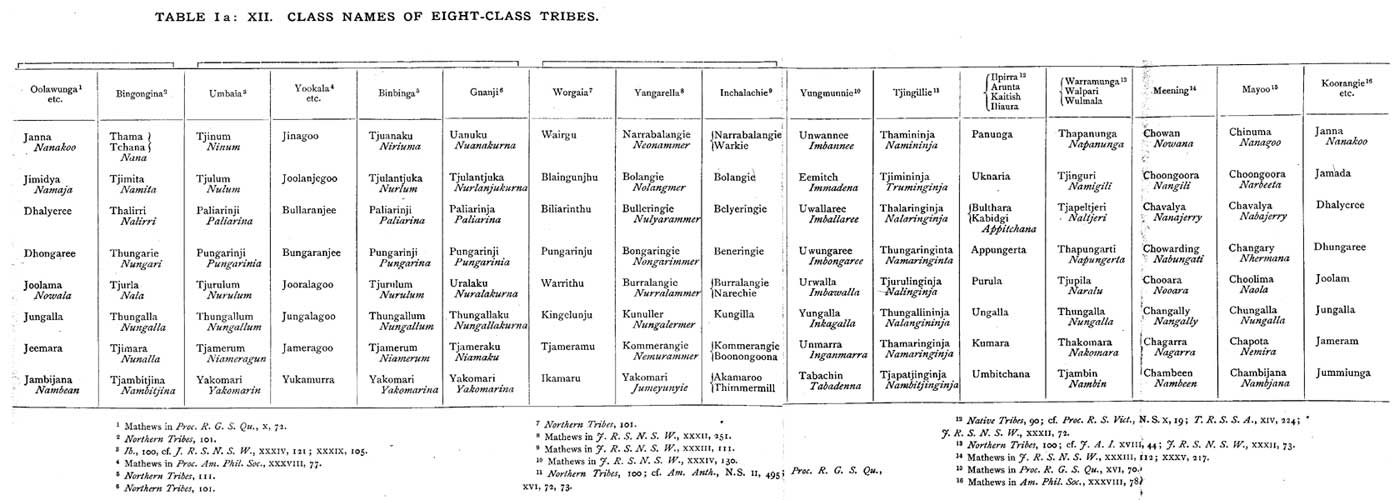 TABLE Ia: XII. CLASS NAMES OF EIGHT-CLASS TRIBES.
Oolawunga¹ etc. Bingongina² Umbaia³ Yookala⁴ etc. Binbinga⁵ Gnanji⁶ Worgaia⁷ Yangarella⁸ Inchalachie⁹ Yungmunnie¹⁰ Tjingillie¹¹ Ilpirra¹² Arunta Kaitish Iliaura Warramunga¹³ Walpari Wulmala Meening¹⁴ Mayoo¹⁵ Koorangie¹⁶ etc.
Janna Thama Tjinum Jinagoo Tjuanaku Uanuku Wairgu Narrabalangie Narrabalangie Unwannee Thamininja Panunga Thapanunga Chowan Chinuma Janna
Nanakoo Tchana Ninum Niriuma Nuanakurna Neonammer Warkie Imbannee Namininja Napanunga Nowana Nanagoo Nanakoo
Nana
Jimidya Tjimita Tjulum Joolanjegoo Tjulantjuka Tjulantjuka Blaingunjhu Bolangie Bolangie Eemitch Tjimininja Uknaria Tjinguri Choongoora Choongoora Jamada
Namaja Namita Nulum Nurlum Nurlanjukurna Nolangmer Immadena Truminginja Namigili Nangili Narbeeta
Dhalyeree Thalirri Paliarinji Bullaranjee Paliarinji Paliarinja Biliarinthu Bulleringie Belyeringie Uwallaree Thalaringinja Bulthara Tjapeltjeri Chavalya Chavalya Dhalyeree
Nalirri Paliarina Paliarina Paliarina Nulyarammer Imballaree Nalaringinja Kabidgi Naltjeri Nanajerry Nabajerry
Appitchana
Dhongaree Thungarie Pungarinji Bungaranjee Pungarinji Pungarinji Pungarinju Bongaringie Beneringie Uwungaree Thungaringinta Appungerta Thapungarti Chowarding Changary Dhungaree
Nungari Pungarinia Pungarina Pungarinia Nongarimmer Imbongaree Namaringinta Napungerta Nabungati Nhermana
Joolama Tjurla Tjurulum Jooralagoo Tjurulum Uralaku Warrithu Burralangie Burralangie Urwalla Tjurulinginja Purula Tjupila Chooara Choolima Joolam
Nowala Nala Nurulum Nurulum Nuralakurna Nurralammer Narechie Imbawalla Nalinginja Naralu Nooara Naola
Jungalla Thungalla Thungallum Jungalagoo Thungallum Thungallaku Kingelunju Kunuller Kungilla Yungalla Thungallininja Ungalla Thungalla Changally Chungalla Jungalla
Nungalla Nungallum Nungallum Nungallakurna Nungalermer Inkagalla Nalangininja Nungalla Nangally Nungalla
Jeemara Tjimara Tjamerum Jameragoo Tjamerum Tjameraku Tjameramu Kommerangie Kommerangie Unmarra Thamaringinja Kumara Thakomara Chagarra Chapota Jameram
Nunalla Niameragun Niamerum Niamaku Nemurammer Boonongoona Inganmarra Namaringinja Nakomara Nagarra Nemira
Jambijana Tjambitjina Yakomari Yukamurra Yakomari Yakomari Ikamaru Yakomari Akamaroo Tabachin Tjapatjinginja Umbitchana Tjambin Chambeen Chambijana Jummiunga
Nambean Nambitjina Yakomarin Yakomarina Yakomarina Jumeyunyie Thimmermill Tabadenna Nambitjinginja Nambin Nambeen Nambjana
¹ Mathews in Proc. R. G. S. Qu., X, 72.
² Northern Tribes, 101.
³ Ib., 100, cf. J. R. S. N. S. W., XXXIV, 121; XXXIX, 105.
⁴ Mathews in Proc. Am. Phil. Soc., XXXVIII, 77.
⁵ Northern Tribes, 111.
⁶ Northern Tribes, 101.
⁷ Northern Tribes, 101.
⁸ Mathews in J. R. S. N. S. W., XXXII, 251.
⁹ Mathews in J. R. S. N. S. W., XXXIII, 111.
¹⁰ Mathews in J. R. S. N. S. W., XXXIV, 130.
¹¹ Northern Tribes, 100; cf. Am. Anth., N.S. II, 495; Proc. R. G. S. Qu.,
XVI, 72, 73.
¹² Native Tribes, 90; cf. Proc. R. S. Vict., N. S. X, 19; T. R. S. S. A., XIV, 224;
J. R. S. N. S. W., XXXII, 72.
¹³ Northern Tribes, 100; cf. J. A. I. XVIII, 44; J. R. S. N. S. W., XXXII, 73.
¹⁴ Mathews in J. R. S. N. S. W., XXXIII, 112; XXXV, 217.
¹⁵ Mathews in Proc. R. G. S. Qu., XVI, 70.
¹⁶ Mathews in Am. Phil. Soc., XXXVIII, 78.